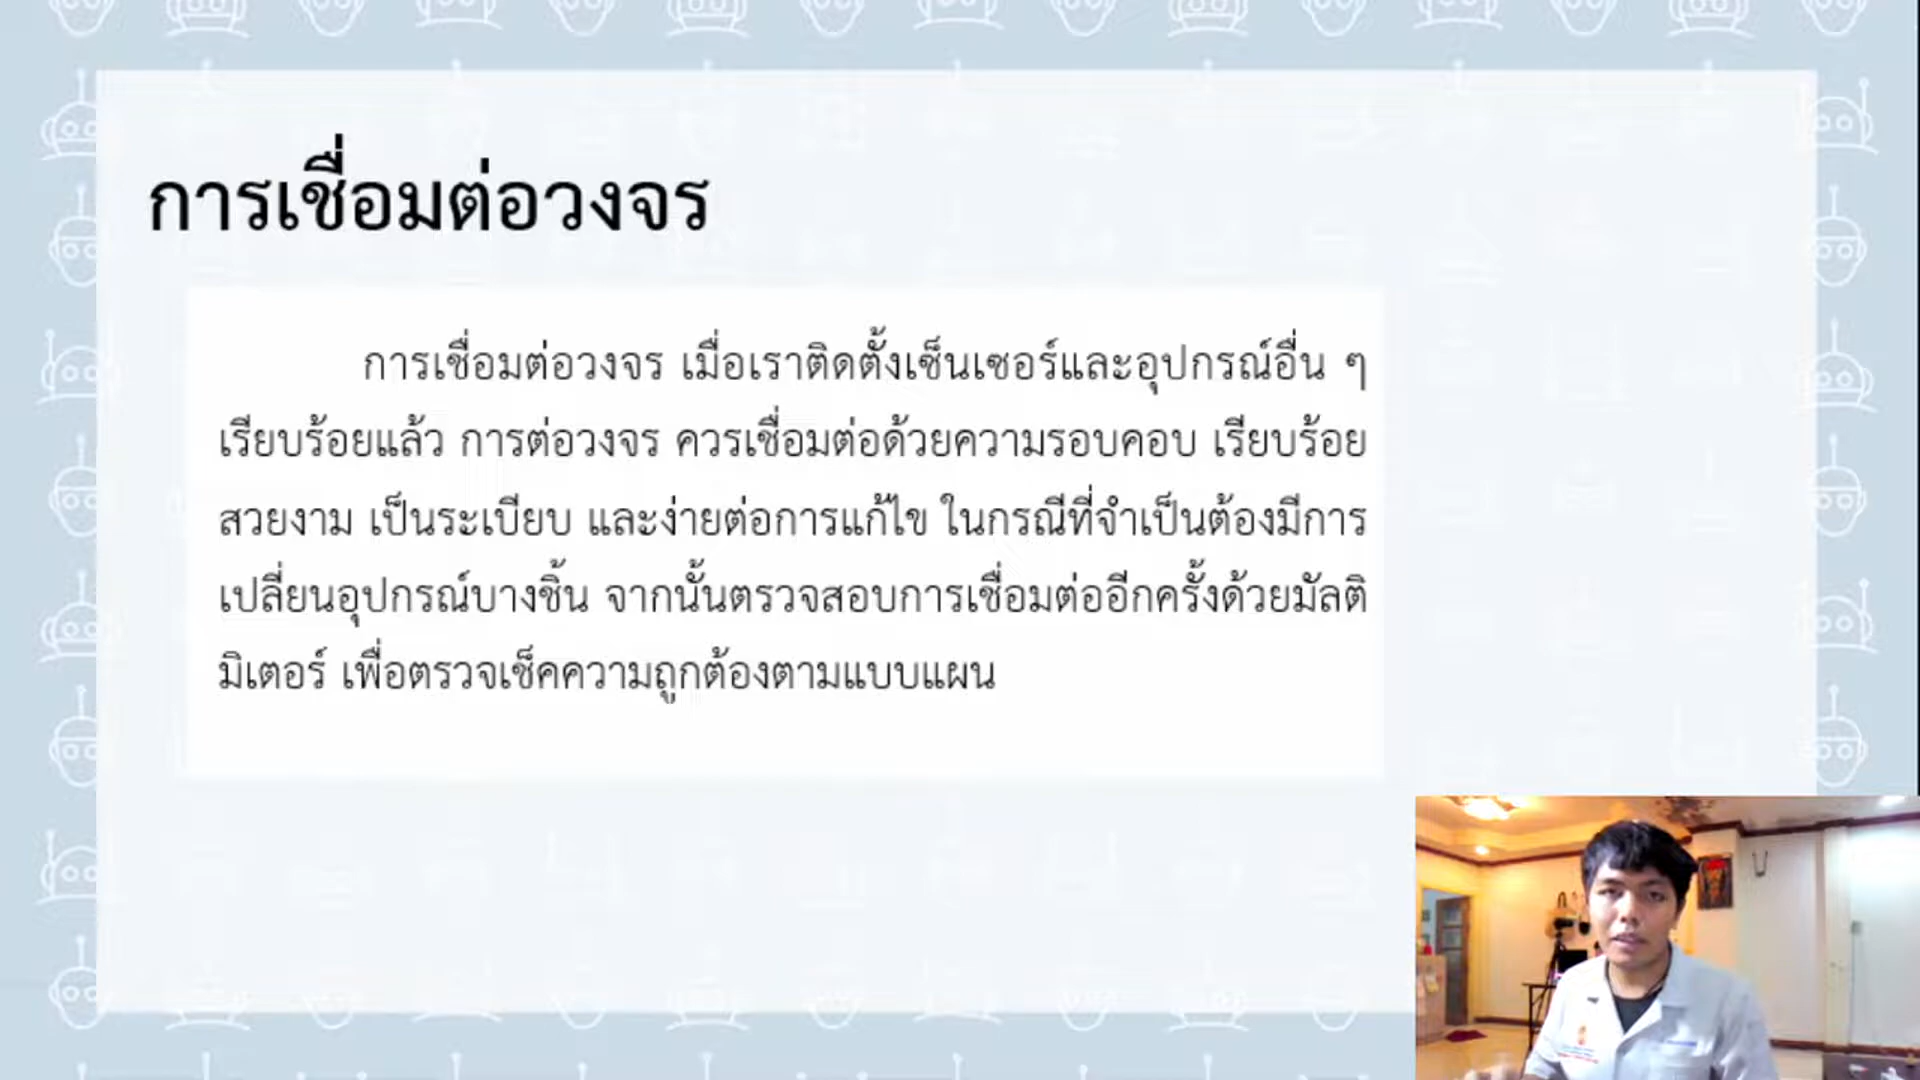 การเชื่อมต่อวงจร
การเชื่อมต่อวงจร เมื่อเราติดตั้งเซ็นเซอร์และอุปกรณ์อื่น ๆ
เรียบร้อยแล้ว การต่อวงจร ควรเชื่อมต่อด้วยความรอบคอบ เรียบร้อย
สวยงาม เป็นระเบียบ และง่ายต่อการแก้ไข ในกรณีที่จำเป็นต้องมีการ
เปลี่ยนอุปกรณ์บางชิ้น จากนั้นตรวจสอบการเชื่อมต่ออีกครั้งด้วยมัลติ
มิเตอร์ เพื่อตรวจเช็คความถูกต้องตามแบบแผน